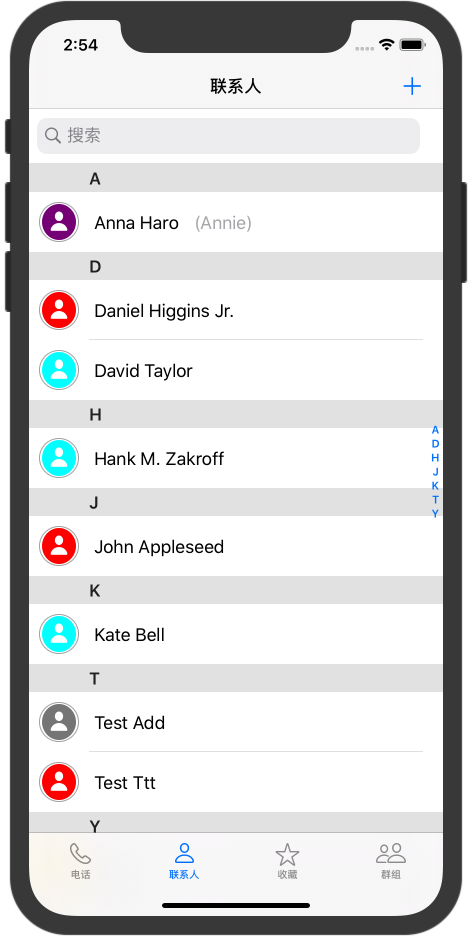 2:54
联系人
搜索
A
Anna Haro (Annie)
D
Daniel Higgins Jr.
David Taylor
H
Hank M. Zakroff
J
John Appleseed
K
Kate Bell
T
Test Add
Test Ttt
Y
A
D
H
J
K
T
Y
电话
联系人
收藏
群组